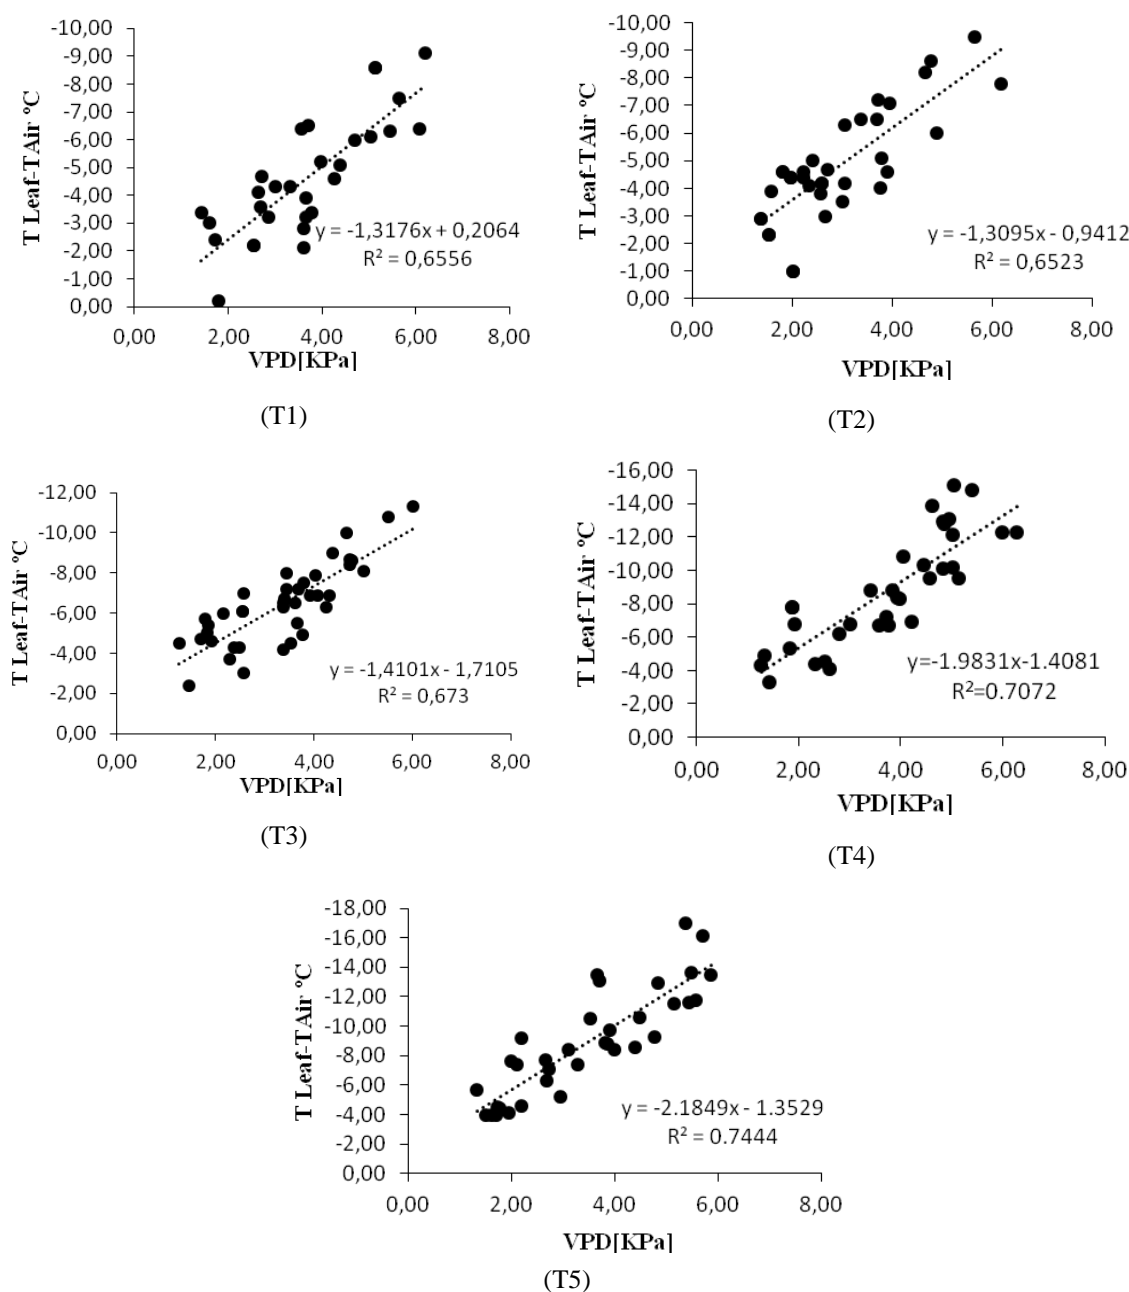 -10,00
-9,00
-8,00
-7,00
-6,00
-5,00
-4,00
-3,00
-2,00
-1,00
0,00
T Leaf-TAir ºC
y = -1,3176x + 0,2064
R² = 0,6556
0,00 2,00 4,00 6,00 8,00
VPD[KPa]
(T1)
-10,00
-9,00
-8,00
-7,00
-6,00
-5,00
-4,00
-3,00
-2,00
-1,00
0,00
T Leaf-TAir ºC
y = -1,3095x - 0,9412
R² = 0,6523
0,00 2,00 4,00 6,00 8,00
VPD[KPa]
(T2)
-12,00
-10,00
-8,00
-6,00
-4,00
-2,00
0,00
T Leaf-TAir ºC
y = -1,4101x - 1,7105
R² = 0,673
0,00 2,00 4,00 6,00 8,00
VPD[KPa]
(T3)
-16,00
-14,00
-12,00
-10,00
-8,00
-6,00
-4,00
-2,00
0,00
T Leaf-TAir ºC
y=-1.9831x-1.4081
R²=0.7072
0,00 2,00 4,00 6,00 8,00
VPD[KPa]
(T4)
-18,00
-16,00
-14,00
-12,00
-10,00
-8,00
-6,00
-4,00
-2,00
0,00
T Leaf-TAir ºC
y = -2.1849x - 1.3529
R² = 0.7444
0,00 2,00 4,00 6,00 8,00
VPD[KPa]
(T5)